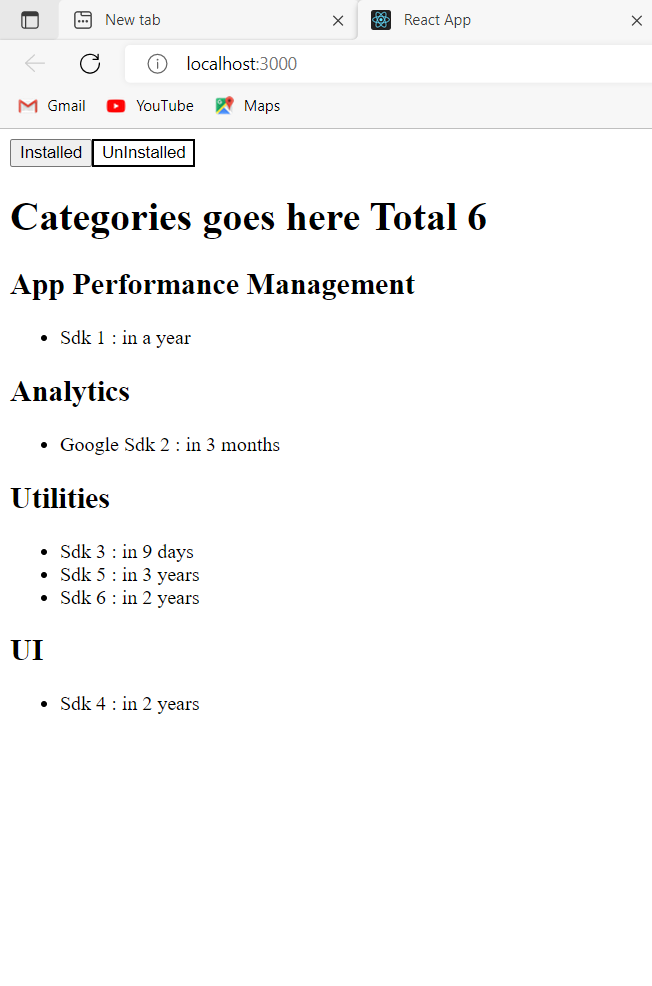 New tab
React App
localhost:3000
Gmail YouTube Maps
Installed UnInstalled
Categories goes here Total 6
App Performance Management
Sdk 1 : in a year
Analytics
Google Sdk 2 : in 3 months
Utilities
Sdk 3 : in 9 days
Sdk 5 : in 3 years
Sdk 6 : in 2 years
UI
Sdk 4 : in 2 years